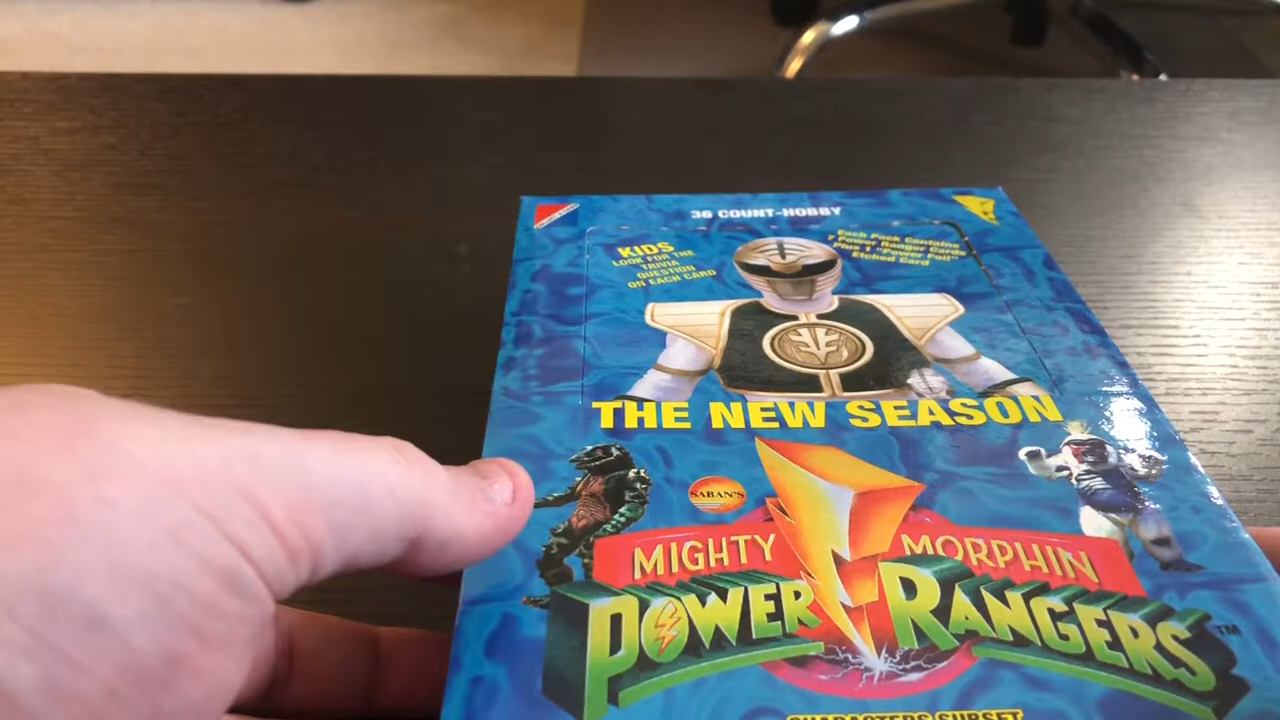 36 COUNT-HOBBY
KIDS
LOOK FOR THE
TRIVIA
QUESTION
ON EACH CARD
Each Pack Contains
7 Power Ranger Cards
Plus 1 "Power Foil"
Etched Card
THE NEW SEASON
SABAN'S
MIGHTY MORPHIN
POWER RANGERS™
CHARACTERS SUBSET